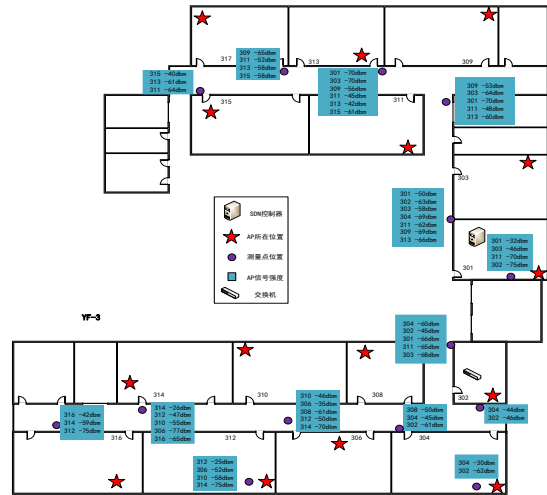 317
313
309
309 -65dbm
311 -52dbm
313 -58dbm
315 -58dbm
315 -40dbm
313 -61dbm
311 -64dbm
301 -70dbm
303 -70dbm
309 -56dbm
311 -45dbm
313 -42dbm
315 -61dbm
309 -53dbm
303 -64dbm
301 -70dbm
311 -48dbm
313 -60dbm
315
311
303
301 -50dbm
302 -63dbm
303 -58dbm
304 -69dbm
311 -62dbm
309 -69dbm
313 -66dbm
301 -32dbm
303 -46dbm
311 -70dbm
302 -75dbm
301
SDN控制器
AP所在位置
测量点位置
AP信号强度
交换机
YF-3
304 -60dbm
302 -45dbm
301 -66dbm
311 -65dbm
303 -68dbm
314
310
308
302
316 -42dbm
314 -59dbm
312 -75dbm
314 -26dbm
312 -47dbm
310 -55dbm
306 -77dbm
316 -65dbm
310 -46dbm
306 -35dbm
308 -61dbm
312 -50dbm
314 -70dbm
308 -50dbm
304 -45dbm
302 -61dbm
304 -44dbm
302 -46dbm
316
312
306
304
312 -25dbm
306 -52dbm
310 -58dbm
314 -75dbm
304 -30dbm
302 -62dbm